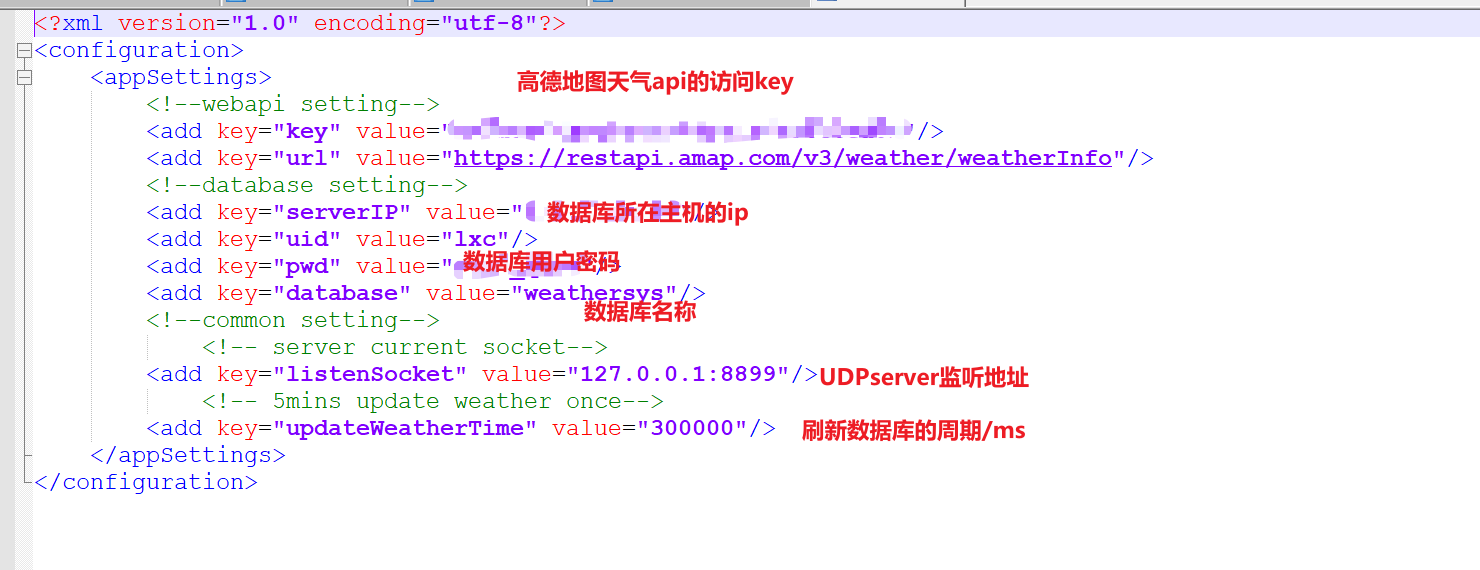 <?xml version="1.0" encoding="utf-8"?>
<configuration>
<appSettings>
高德地图天气api的访问key
<!--webapi setting-->
<add key="key" value=" "/>
<add key="url" value="https://restapi.amap.com/v3/weather/weatherInfo"/>
<!--database setting-->
<add key="serverIP" value=" 数据库所在主机的ip
<add key="uid" value="lxc"/>
<add key="pwd" value=" 数据库用户密码
<add key="database" value="weathersys"/>
数据库名称
<!--common setting-->
<!-- server current socket-->
<add key="listenSocket" value="127.0.0.1:8899"/> UDPserver监听地址
<!-- 5mins update weather once-->
<add key="updateWeatherTime" value="300000"/> 刷新数据库的周期/ms
</appSettings>
</configuration>